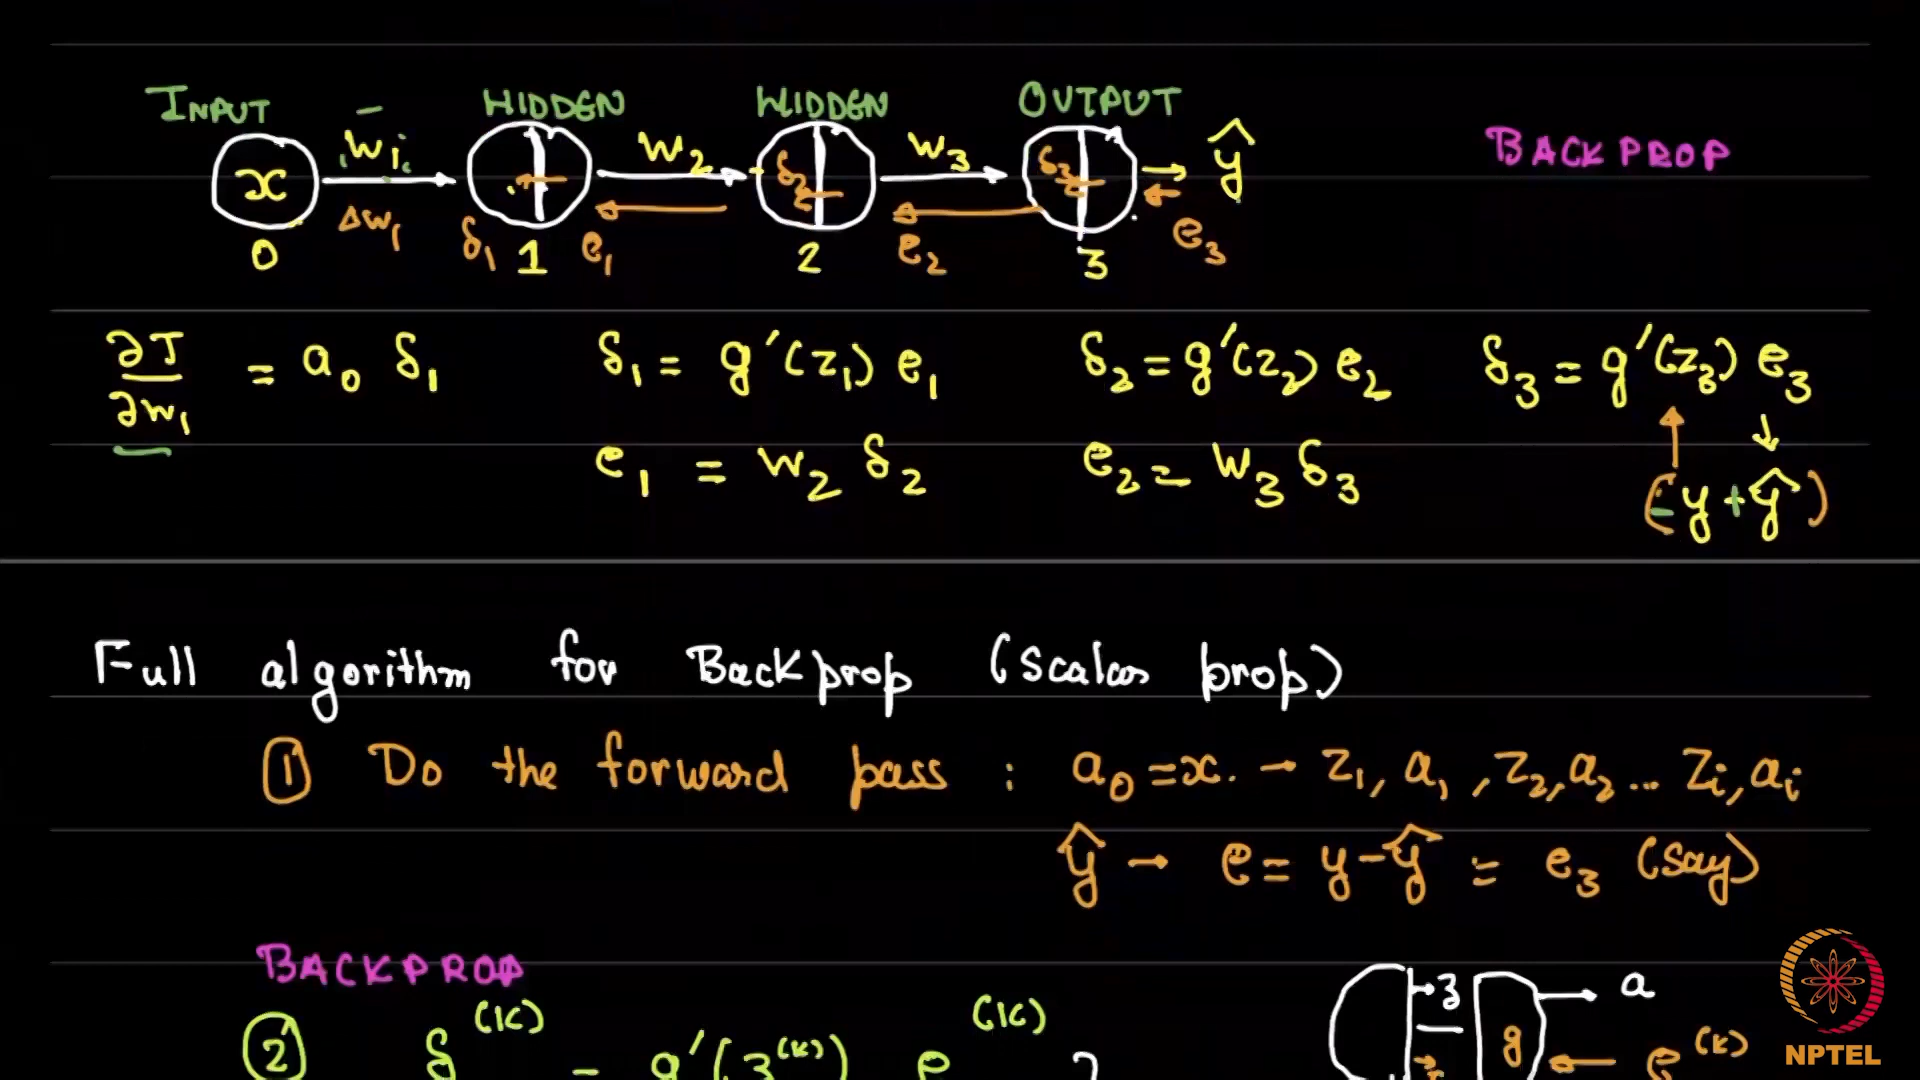 INPUT - HIDDEN HIDDEN OUTPUT
x w₁ w₂ δ₂ w₃ δ₃ ŷ BACKPROP
Δw₁ δ₁ e₁ e₂ e₃
0 1 2 3
∂J/∂w₁ = a₀ δ₁ δ₁ = g′(z₁) e₁ δ₂ = g′(z₂) e₂ δ₃ = g′(z₃) e₃
e₁ = w₂ δ₂ e₂ = w₃ δ₃ (-y + ŷ)
Full algorithm for Backprop (Scalar prop)
① Do the forward pass : a₀ = x. → z₁, a₁, z₂, a₂ ... zᵢ, aᵢ
ŷ → e = y - ŷ = e₃ (say)
BACKPROP
② δ⁽ᵏ⁾ = g′(z⁽ᵏ⁾) e⁽ᵏ⁾
z a
g e⁽ᵏ⁾
NPTEL